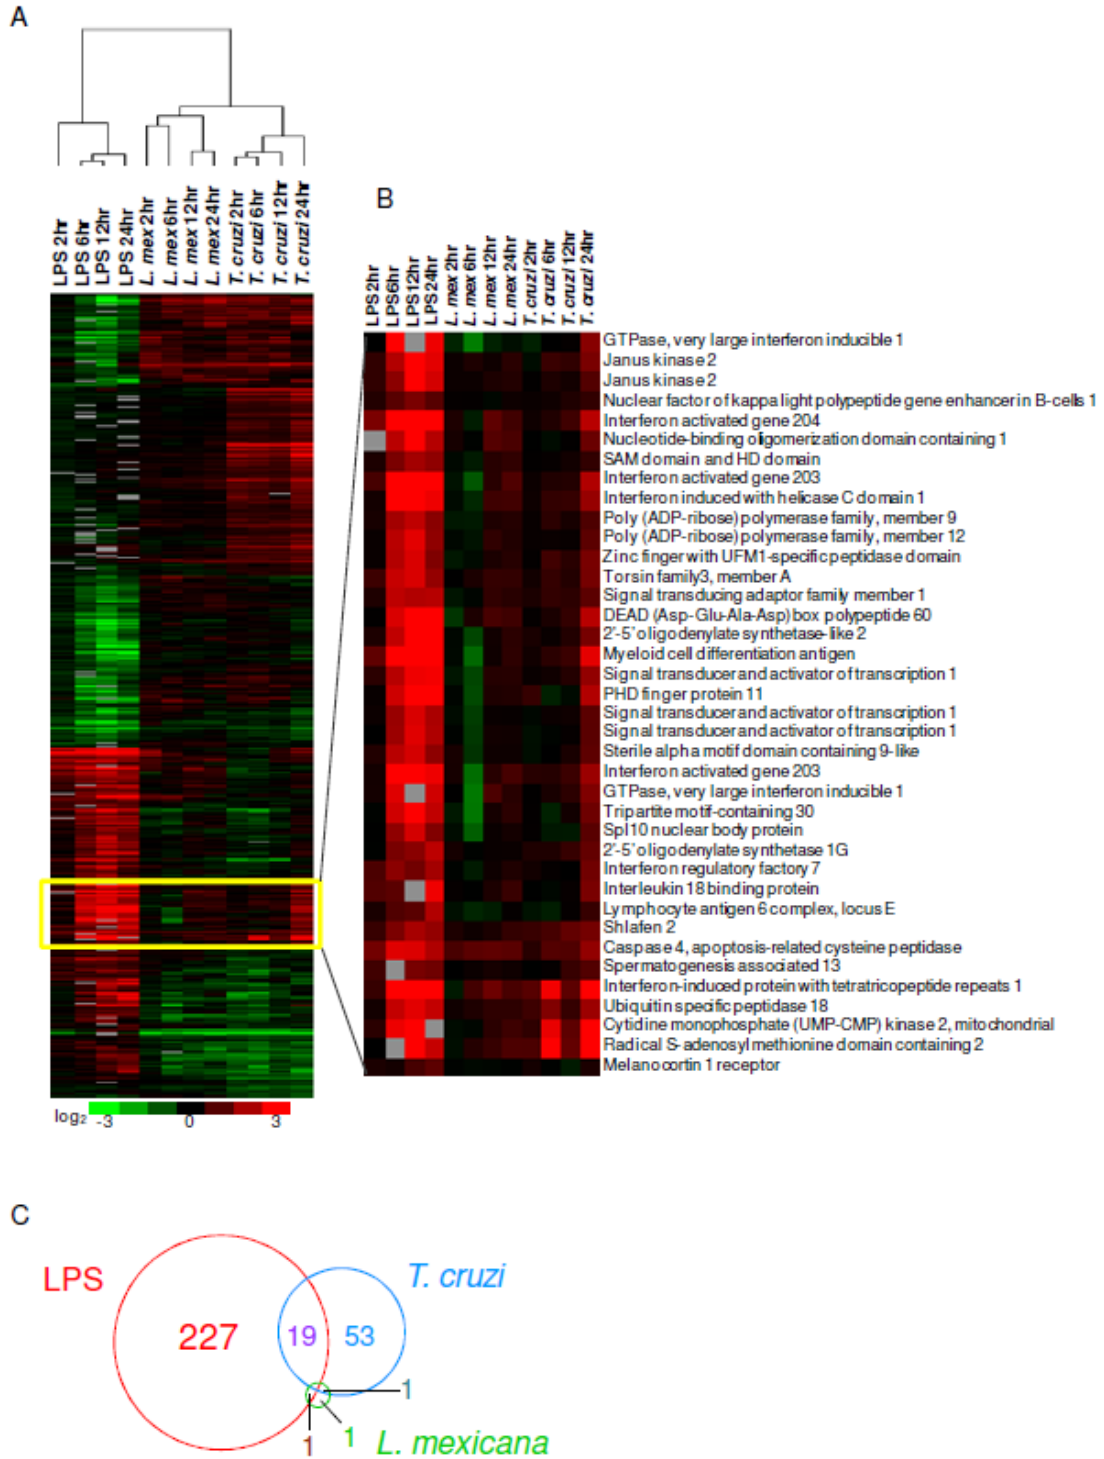 A
LPS 2hr
LPS 6hr
LPS 12hr
LPS 24hr
L. mex 2hr
L. mex 6hr
L. mex 12hr
L. mex 24hr
T. cruzi 2hr
T. cruzi 6hr
T. cruzi 12hr
T. cruzi 24hr
log2 -3 0 3
B
LPS2hr
LPS6hr
LPS12hr
LPS24hr
L. mex 2hr
L. mex 6hr
L. mex 12hr
L. mex 24hr
T. cruzi 2hr
T. cruzi 6hr
T. cruzi 12hr
T. cruzi 24hr
GTPase, very large interferon inducible 1
Janus kinase 2
Janus kinase 2
Nuclear factor of kappa light polypeptide gene enhancer in B-cells 1
Interferon activated gene 204
Nucleotide-binding oligomerization domain containing 1
SAM domain and HD domain
Interferon activated gene 203
Interferon induced with helicase C domain 1
Poly (ADP-ribose) polymerase family, member 9
Poly (ADP-ribose) polymerase family, member 12
Zinc finger with UFM1-specific peptidase domain
Torsin family3, member A
Signal transducing adaptor family member 1
DEAD (Asp-Glu-Ala-Asp) box polypeptide 60
2'-5' oligodenylate synthetase-like 2
Myeloid cell differentiation antigen
Signal transducer and activator of transcription 1
PHD finger protein 11
Signal transducer and activator of transcription 1
Signal transducer and activator of transcription 1
Sterile alpha motif domain containing 9-like
Interferon activated gene 203
GTPase, very large interferon inducible 1
Tripartite motif-containing 30
Spl10 nuclear body protein
2'-5' oligodenylate synthetase 1G
Interferon regulatory factor 7
Interleukin 18 binding protein
Lymphocyte antigen 6 complex, locus E
Shlafen 2
Caspase 4, apoptosis-related cysteine peptidase
Spermatogenesis associated 13
Interferon-induced protein with tetratricopeptide repeats 1
Ubiquitin specific peptidase 18
Cytidine monophosphate (UMP-CMP) kinase 2, mitochondrial
Radical S-adenosyl methionine domain containing 2
Melanocortin 1 receptor
C
LPS
T. cruzi
227
19
53
1
1
1
L. mexicana